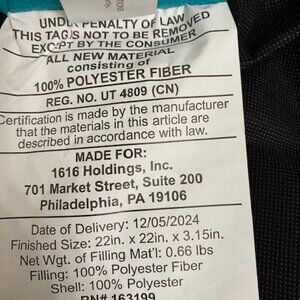 UNDER PENALTY OF LAW
THIS TAG IS NOT TO BE REMOVED
EXCEPT BY THE CONSUMER
ALL NEW MATERIAL
consisting of
100% POLYESTER FIBER
REG. NO. UT 4809 (CN)
Certification is made by the manufacturer
that the materials in this article are
described in accordance with law.
MADE FOR:
1616 Holdings, Inc.
701 Market Street, Suite 200
Philadelphia, PA 19106
Date of Delivery: 12/05/2024
Finished Size: 22in. x 22in. x 3.15in.
Net Wgt. of Filling Mat'l: 0.66 lbs
Filling: 100% Polyester Fiber
Shell: 100% Polyester
RN# 163199